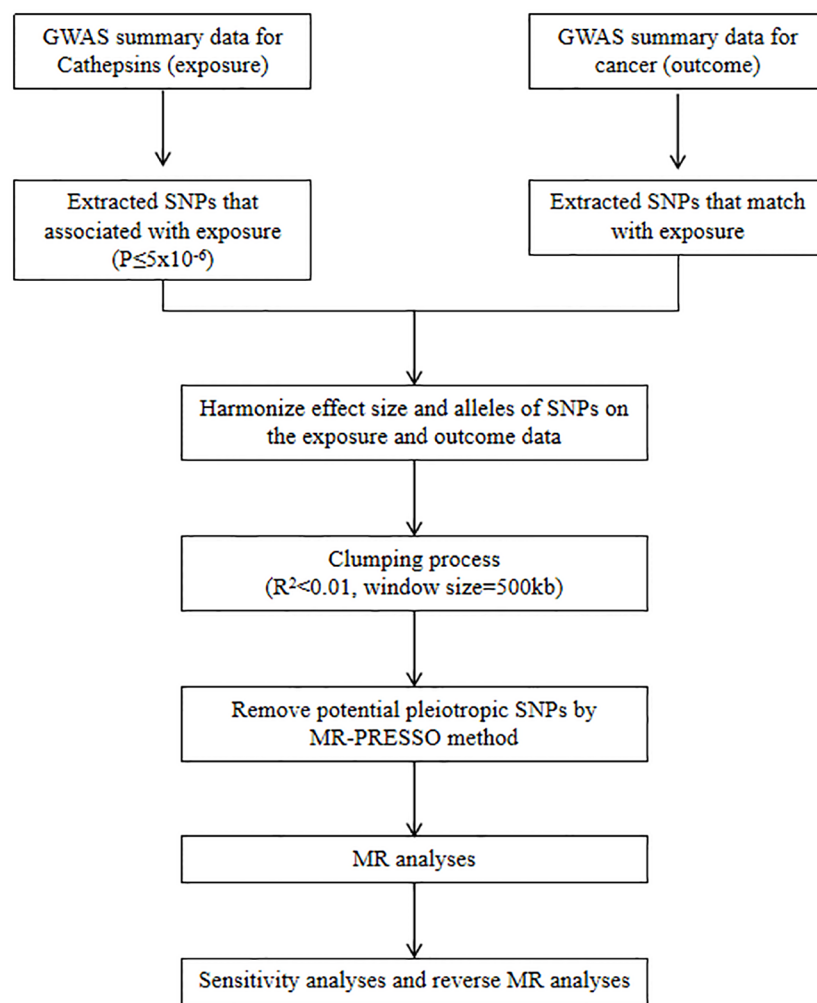 GWAS summary data for
Cathepsins (exposure)
GWAS summary data for
cancer (outcome)
Extracted SNPs that
associated with exposure
(P≤5x10⁻⁶)
Extracted SNPs that match
with exposure
Harmonize effect size and alleles of SNPs on
the exposure and outcome data
Clumping process
(R²<0.01, window size=500kb)
Remove potential pleiotropic SNPs by
MR-PRESSO method
MR analyses
Sensitivity analyses and reverse MR analyses